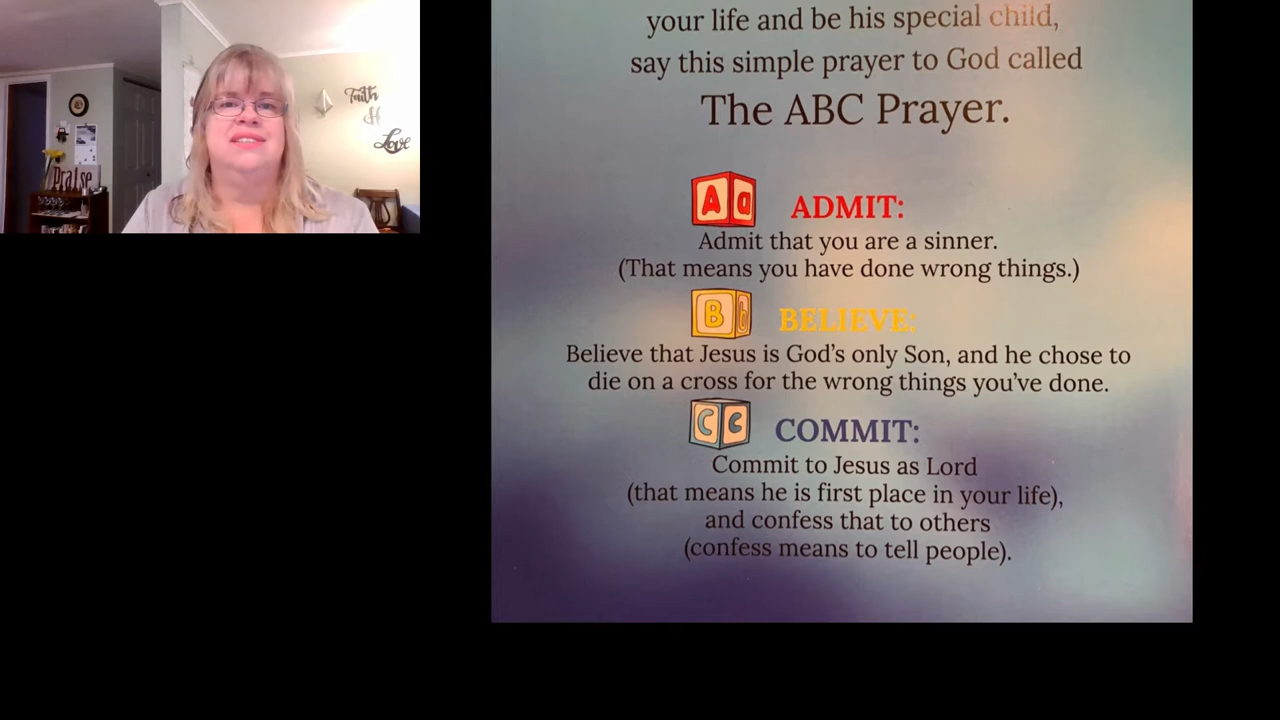 Faith
Love
Praise
your life and be his special child,
say this simple prayer to God called
The ABC Prayer.
A a ADMIT:
Admit that you are a sinner.
(That means you have done wrong things.)
B b BELIEVE:
Believe that Jesus is God's only Son, and he chose to
die on a cross for the wrong things you've done.
C c COMMIT:
Commit to Jesus as Lord
(that means he is first place in your life),
and confess that to others
(confess means to tell people).